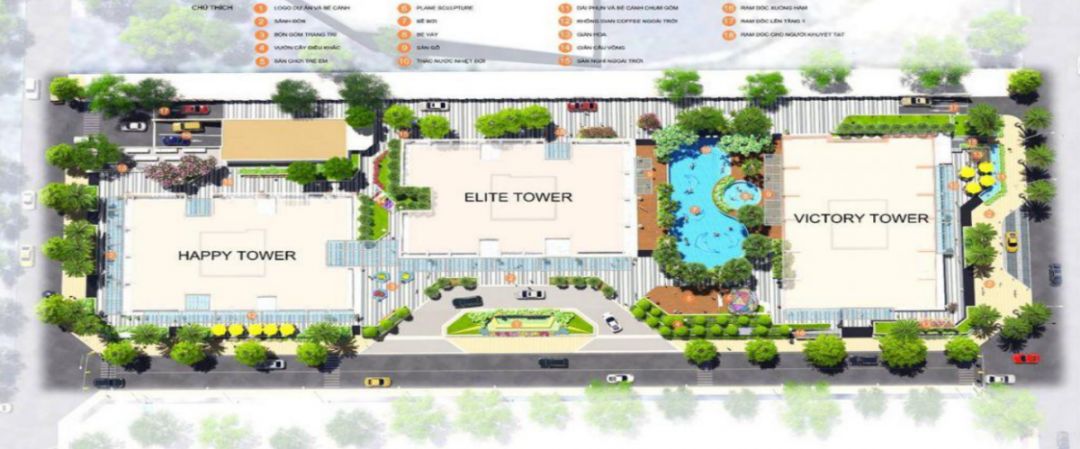 CHÚ THÍCH
1 LOGO DỰ ÁN VÀ BỂ CẢNH
2 SẢNH ĐÓN
3 BỒN GỐM TRANG TRÍ
4 VƯỜN CÂY ĐIÊU KHẮC
5 SÂN CHƠI TRẺ EM
6 PLANE SCULPTURE
7 BỂ BƠI
8 BỂ VẦY
9 SÀN GỖ
10 THÁC NƯỚC NHIỆT ĐỚI
11 ĐÀI PHUN VÀ BỂ CẢNH CHUM GỐM
12 KHÔNG GIAN COFFEE NGOÀI TRỜI
13 GIÀN HOA
14 GIÀN CẦU VỒNG
15 SÂN NGHỈ NGOÀI TRỜI
16 RAM DỐC XUỐNG HẦM
17 RAM DỐC LÊN TẦNG 1
18 RAM DỐC CHO NGƯỜI KHUYẾT TẬT
ELITE TOWER
VICTORY TOWER
HAPPY TOWER